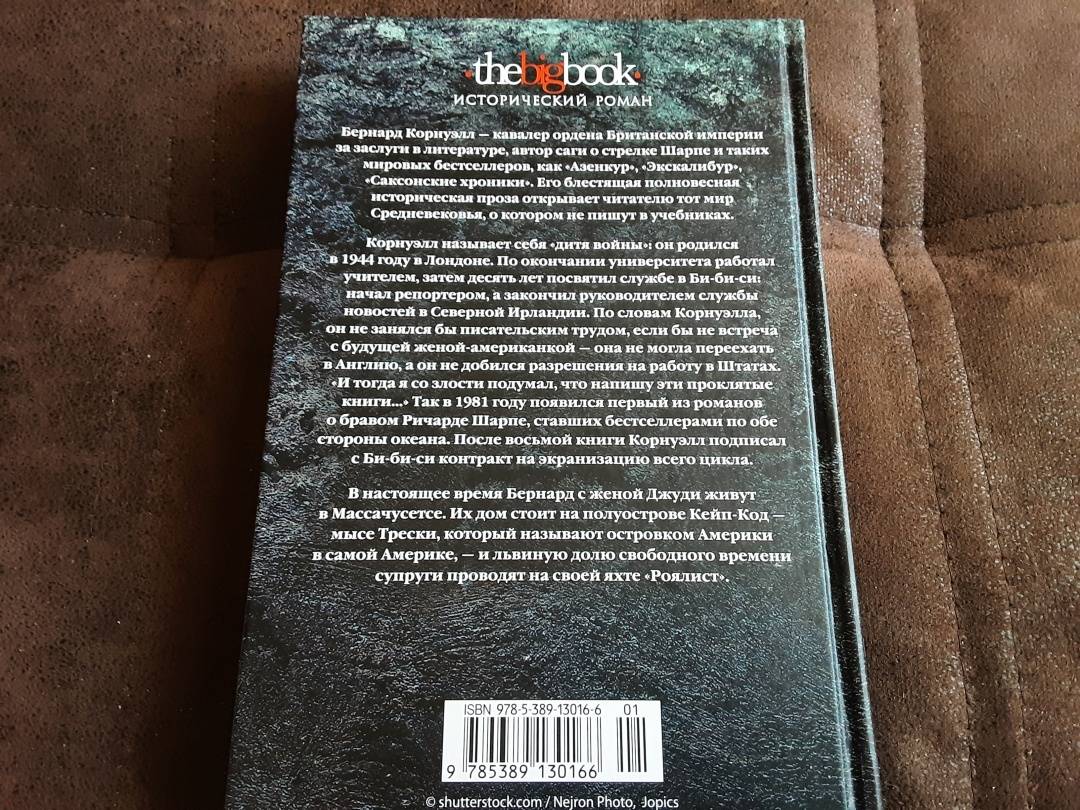 ·thebigbook·
ИСТОРИЧЕСКИЙ РОМАН
Бернард Корнуэлл — кавалер ордена Британской империи
за заслуги в литературе, автор саги о стрелке Шарпе и таких
мировых бестселлеров, как «Азенкур», «Экскалибур»,
«Саксонские хроники». Его блестящая полновесная
историческая проза открывает читателю тот мир
Средневековья, о котором не пишут в учебниках.
Корнуэлл называет себя «дитя войны»: он родился
в 1944 году в Лондоне. По окончании университета работал
учителем, затем десять лет посвятил службе в Би-би-си:
начал репортером, а закончил руководителем службы
новостей в Северной Ирландии. По словам Корнуэлла,
он не занялся бы писательским трудом, если бы не встреча
с будущей женой-американкой — она не могла переехать
в Англию, а он не добился разрешения на работу в Штатах.
«И тогда я со злости подумал, что напишу эти проклятые
книги...» Так в 1981 году появился первый из романов
о бравом Ричарде Шарпе, ставших бестселлерами по обе
стороны океана. После восьмой книги Корнуэлл подписал
с Би-би-си контракт на экранизацию всего цикла.
В настоящее время Бернард с женой Джуди живут
в Массачусетсе. Их дом стоит на полуострове Кейп-Код —
мысе Трески, который называют островком Америки
в самой Америке, — и львиную долю свободного времени
супруги проводят на своей яхте «Роялист».
ISBN 978-5-389-13016-6 01
9 785389 130166
© shutterstock.com / Nejron Photo, Jopics